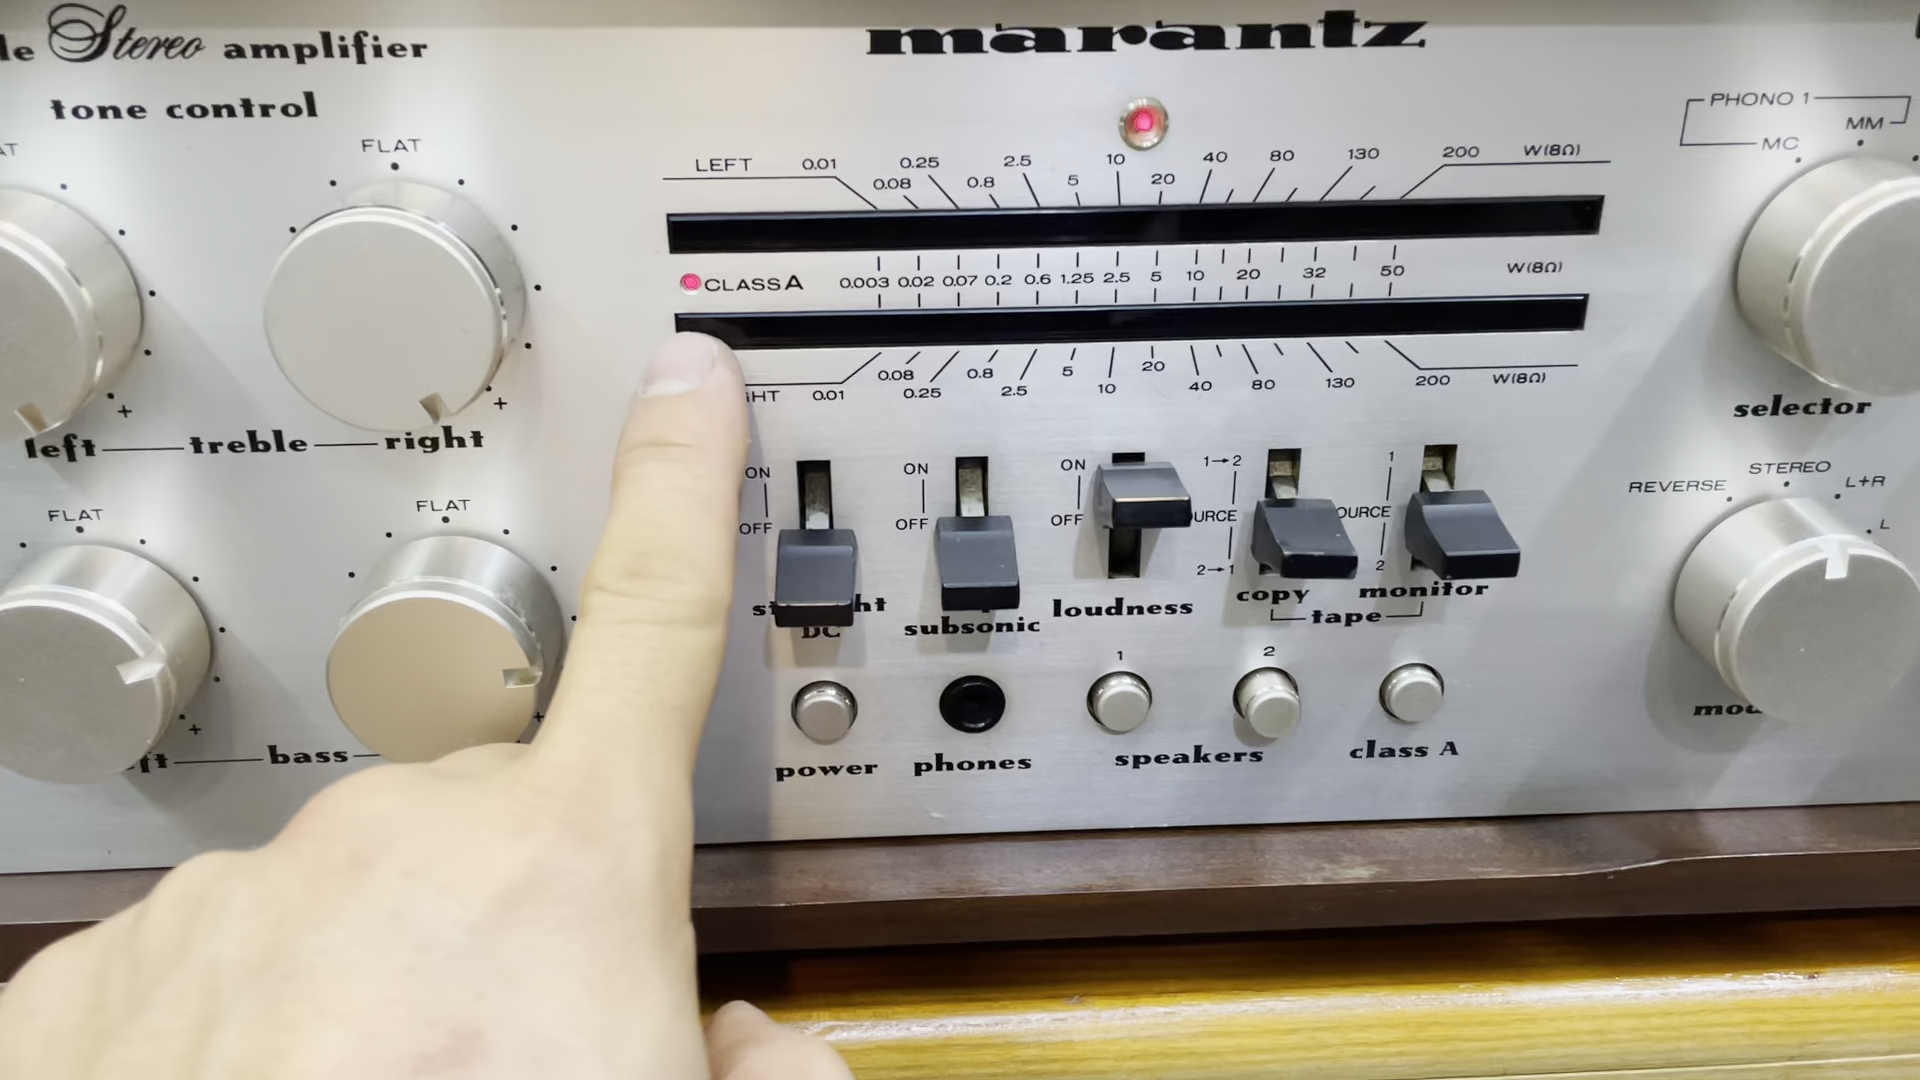 Stereo amplifier
marantz
tone control
FLAT
PHONO 1
MM
MC
LEFT 0.01 0.25 2.5 10 40 80 130 200 W(8Ω)
0.08 0.8 5 20
CLASS A 0.003 0.02 0.07 0.2 0.6 1.25 2.5 5 10 20 32 50 W(8Ω)
0.08 0.8 5 20
0.01 0.25 2.5 10 40 80 130 200 W(8Ω)
+ +
left treble right
selector
FLAT FLAT
ON ON ON 1→2 1
OFF OFF OFF
2→1 2
REVERSE STEREO L+R
L
DC subsonic loudness copy monitor
tape
+ +
bass
1 2
power phones speakers class A